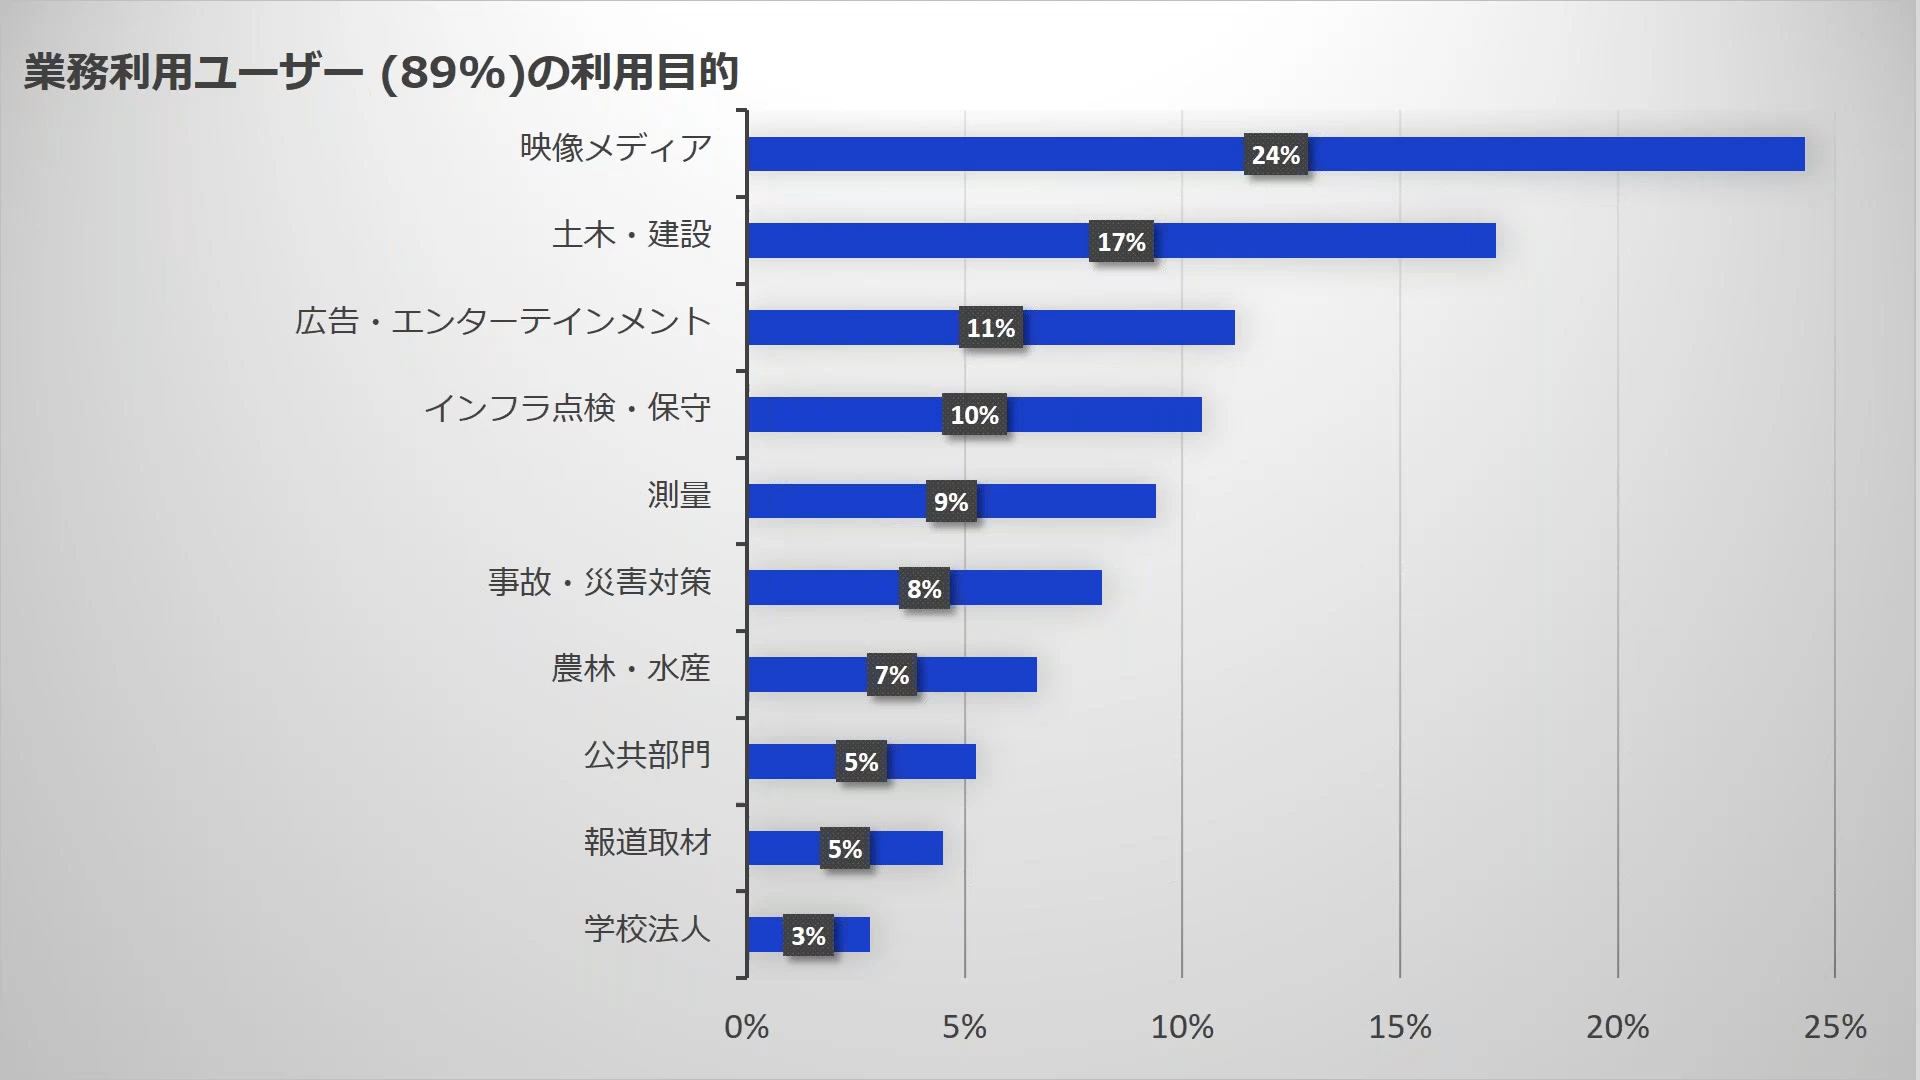 業務利用ユーザー (89%)の利用目的
映像メディア 24%
土木・建設 17%
広告・エンターテインメント 11%
インフラ点検・保守 10%
測量 9%
事故・災害対策 8%
農林・水産 7%
公共部門 5%
報道取材 5%
学校法人 3%
0% 5% 10% 15% 20% 25%